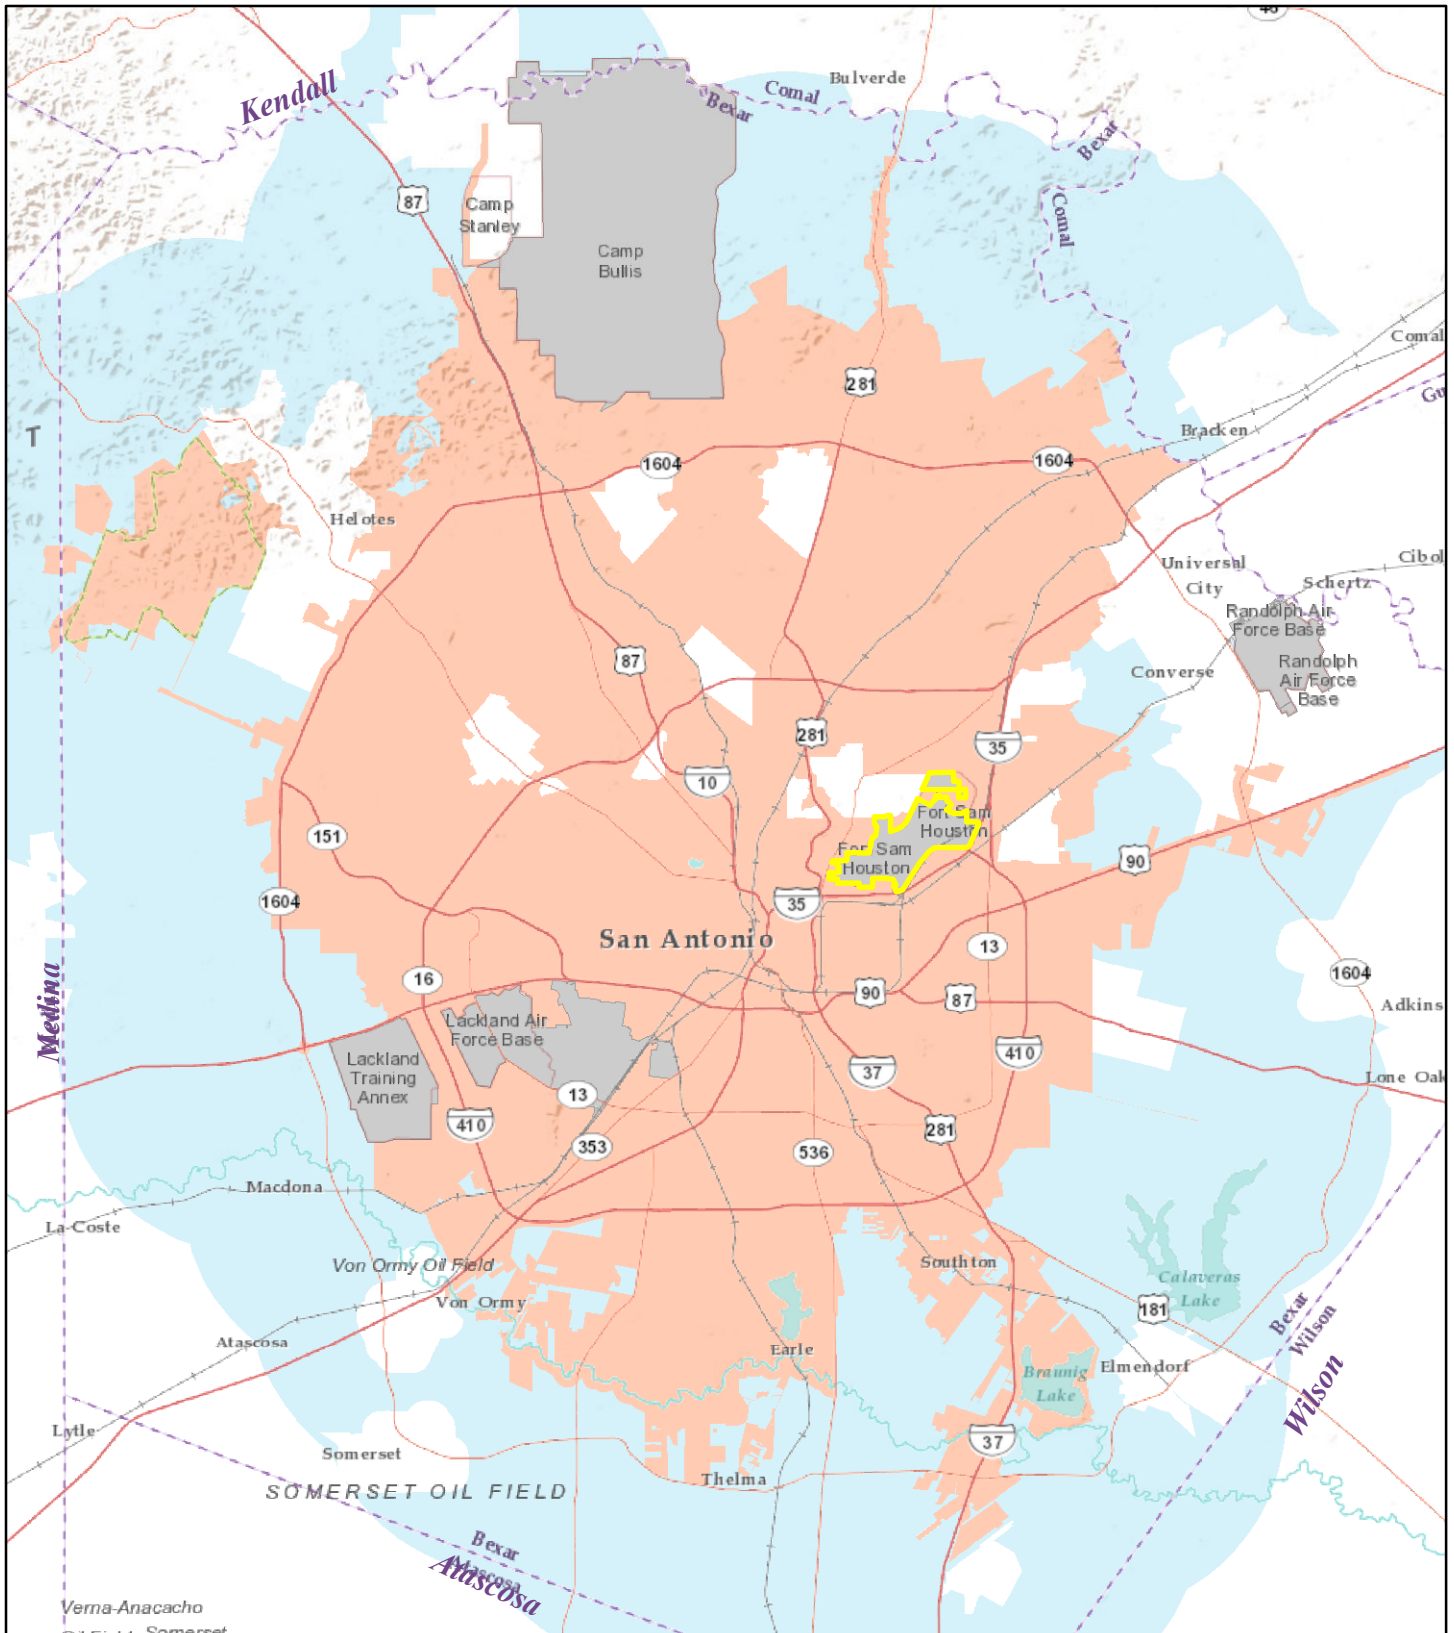 46
Kendall
Comal
Bulverde
Bexar
Bexar
87
Camp
Stanley
Comal
Camp
Bullis
Comal
281
T
Bracken
1604
1604
Helotes
Universal
City
Cibol
Schertz
Randolph Air
Force Base
87
Converse
Randolph
Air Force
Base
281
35
10
Fort Sam
Houston
151
Fort Sam
Houston
90
1604
35
San Antonio
13
16
1604
90
87
Adkins
Medina
Lackland Air
Force Base
Lackland
Training
Annex
410
37
Lone Oak
13
410
281
353
536
Macdona
La Coste
Von Ormy Oil Field
Southton
Calaveras
Lake
Von Ormy
181
Bexar
Wilson
Atascosa
Earle
Braunig
Lake
Elmendorf
Wilson
Lytle
37
Somerset
Thelma
SOMERSET OIL FIELD
Bexar
Atascosa
Atascosa
Verna-Anacacho
Somerset